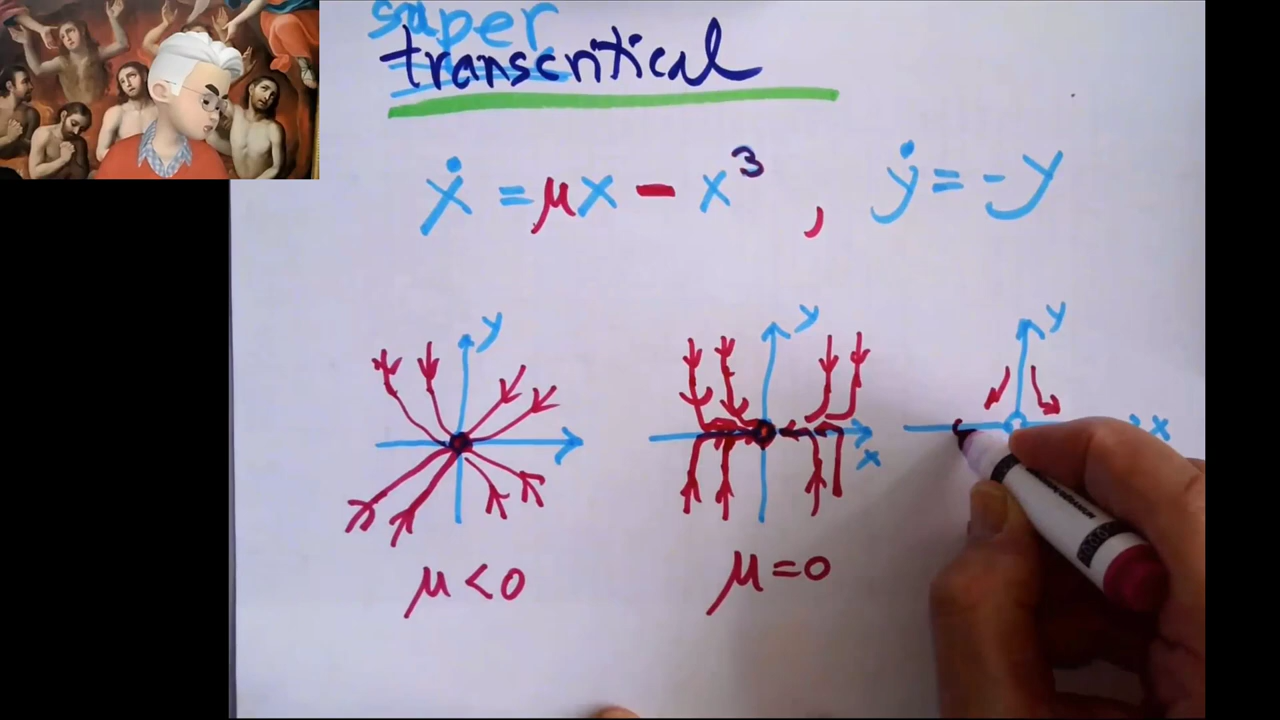 super
transcritical
ẋ = μx - x³ , ẏ = -y
y y y
x x
μ < 0 μ = 0